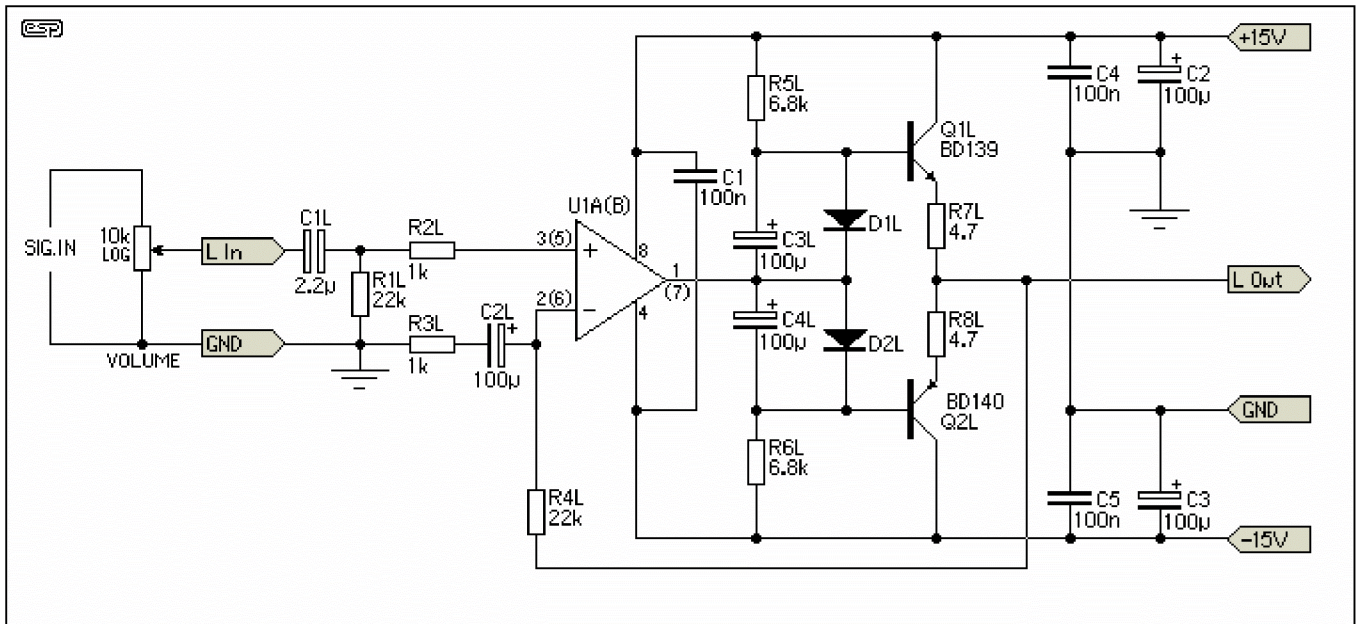 esp
+15V
R5L
6.8k
C4
100n
+
C2
100µ
Q1L
BD139
C1
100n
U1A(B)
10k
LOG
SIG.IN
L In
C1L
2.2µ
R2L
1k
3(5)
+
8
+
C3L
100µ
D1L
R7L
4.7
R1L
22k
1
(7)
L Out
2(6)
−
4
+
C4L
100µ
D2L
R8L
4.7
GND
VOLUME
R3L
1k
C2L
+
100µ
BD140
Q2L
GND
R6L
6.8k
R4L
22k
C5
100n
+
C3
100µ
−15V